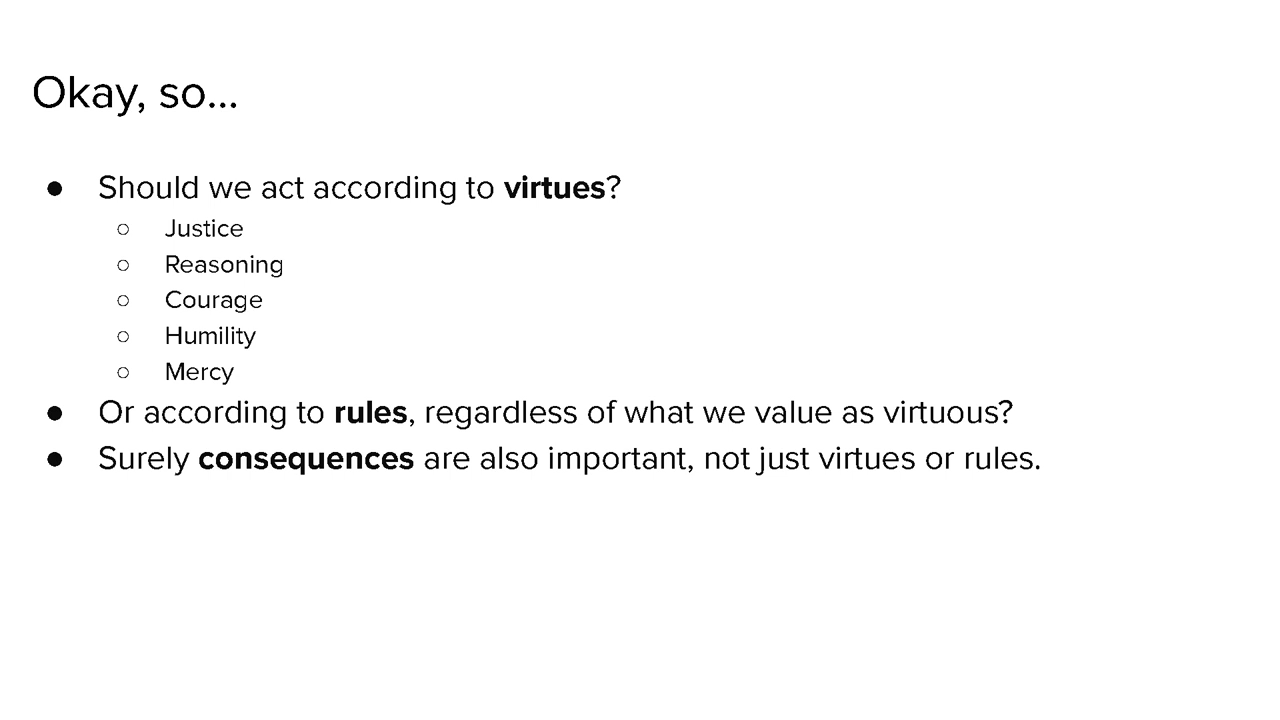 Okay, so...
● Should we act according to virtues?
○ Justice
○ Reasoning
○ Courage
○ Humility
○ Mercy
● Or according to rules, regardless of what we value as virtuous?
● Surely consequences are also important, not just virtues or rules.